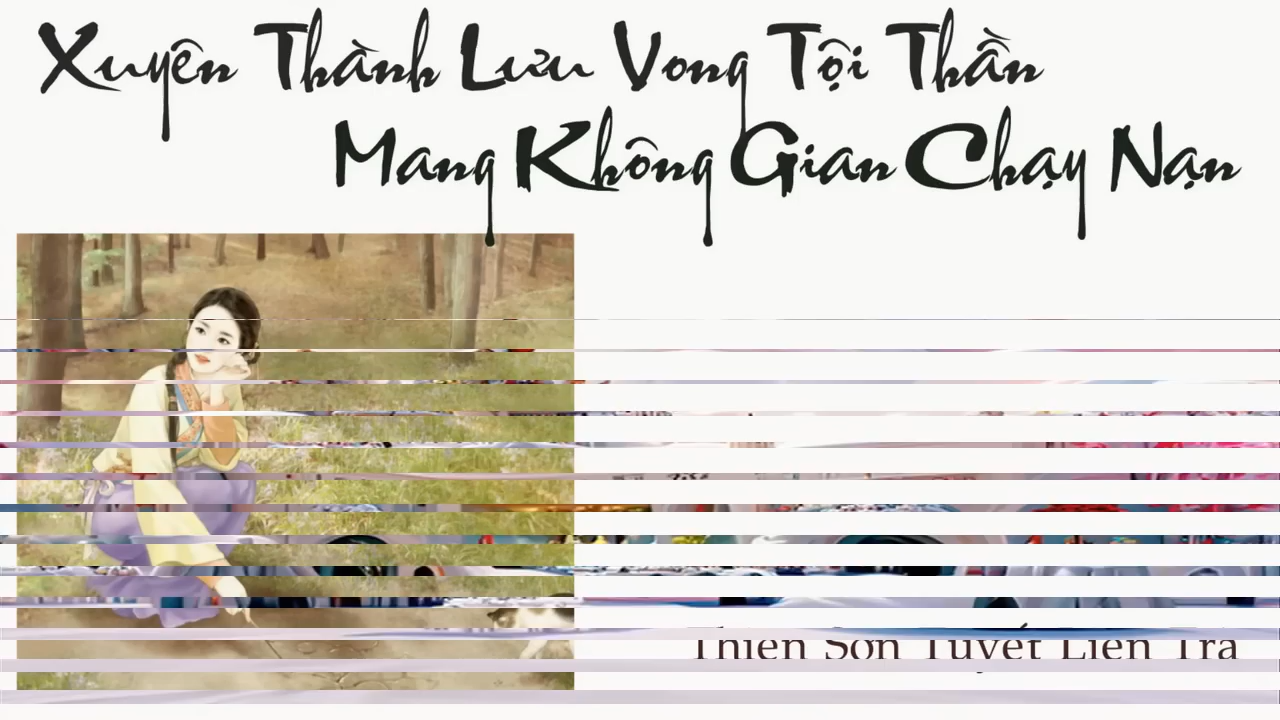 Xuyên Thành Lưu Vong Tội Thần
Mang Không Gian Chạy Nạn
Thiên Sơn Tuyết Liên Trà